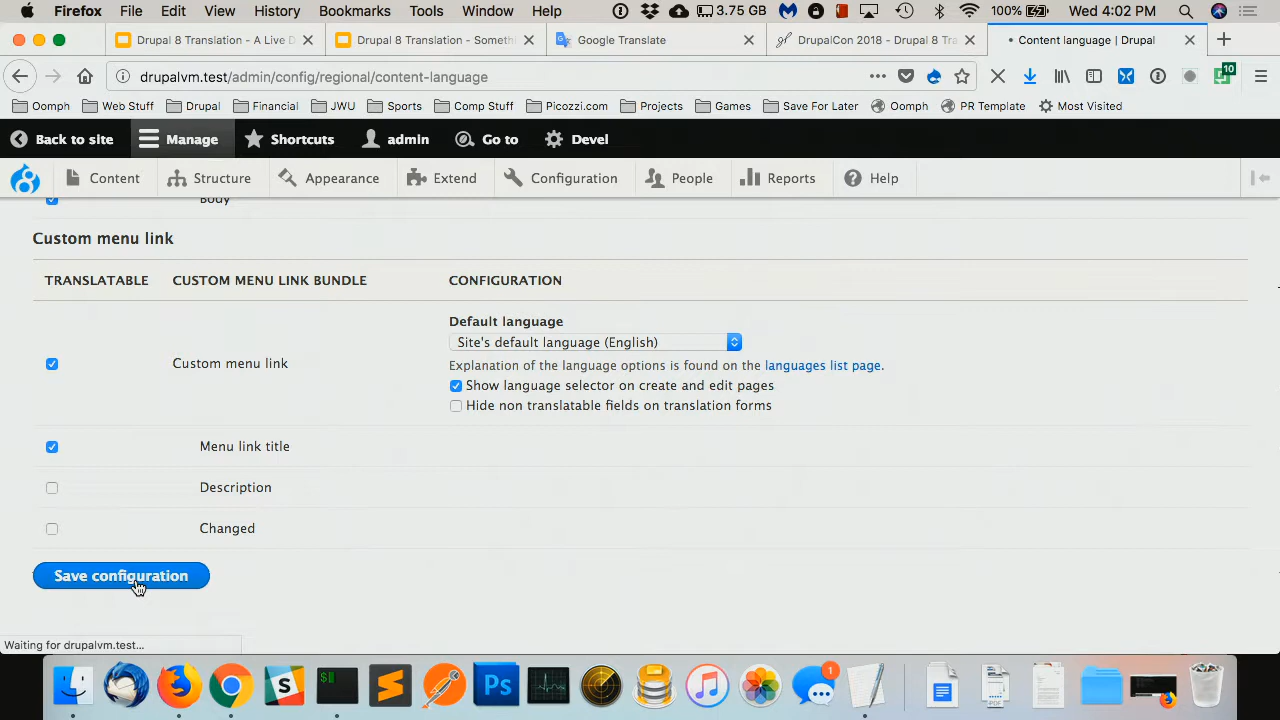 Firefox File Edit View History Bookmarks Tools Window Help 3.75 GB 100% Wed 4:02 PM
Drupal 8 Translation - A Live D
Drupal 8 Translation - Someth
Google Translate
DrupalCon 2018 - Drupal 8 Tra
Content language | Drupal
drupalvm.test/admin/config/regional/content-language
10
Oomph Web Stuff Drupal Financial JWU Sports Comp Stuff Picozzi.com Projects Games Save For Later Oomph PR Template Most Visited
Back to site Manage Shortcuts admin Go to Devel
Content Structure Appearance Extend Configuration People Reports Help
Body
Custom menu link
TRANSLATABLE CUSTOM MENU LINK BUNDLE CONFIGURATION
Default language
Site's default language (English)
Explanation of the language options is found on the languages list page.
Custom menu link
Show language selector on create and edit pages
Hide non translatable fields on translation forms
Menu link title
Description
Changed
Save configuration
Waiting for drupalvm.test...
$
Ps
1